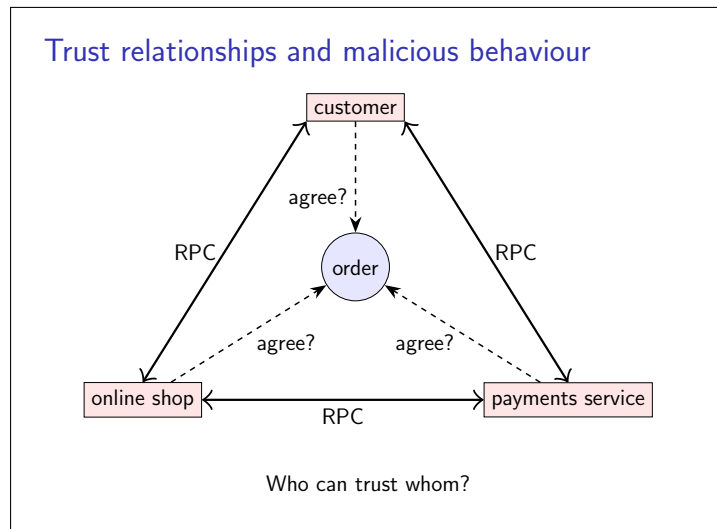 Trust relationships and malicious behaviour
customer
agree?
RPC
RPC
order
agree?
agree?
online shop
payments service
RPC
Who can trust whom?